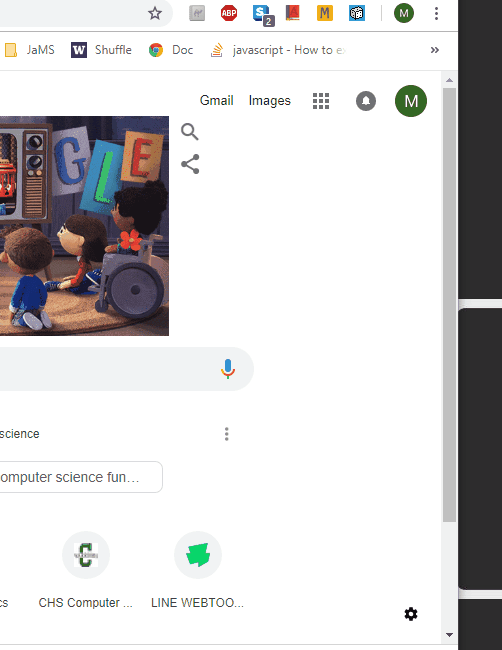 ABP
S
2
M
M
JaMS W Shuffle Doc javascript - How to e
Gmail Images M
G L E
science
omputer science fun...
C
cs CHS Computer ... LINE WEBTOO...